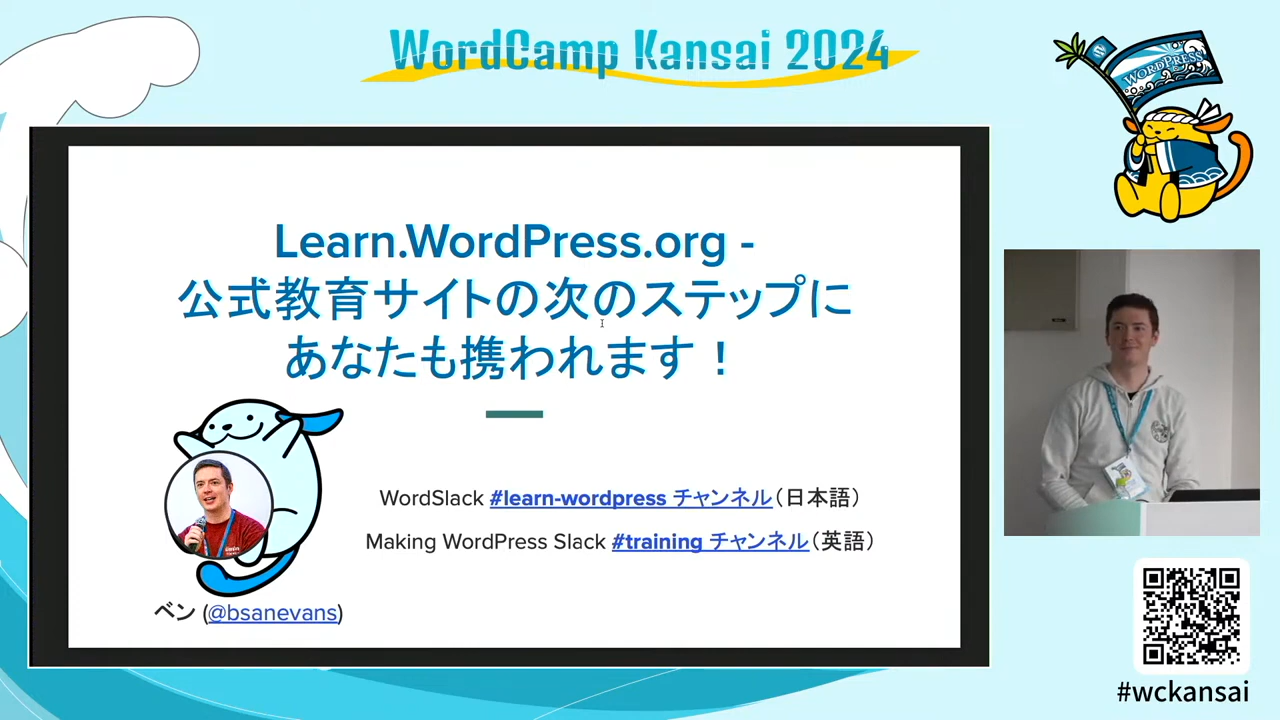 WordCamp Kansai 2024
WORDPRESS
Learn.WordPress.org -
公式教育サイトの次のステップに
あなたも携われます！
WordSlack #learn-wordpress チャンネル（日本語）
Making WordPress Slack #training チャンネル（英語）
ベン (@bsanevans)
#wckansai